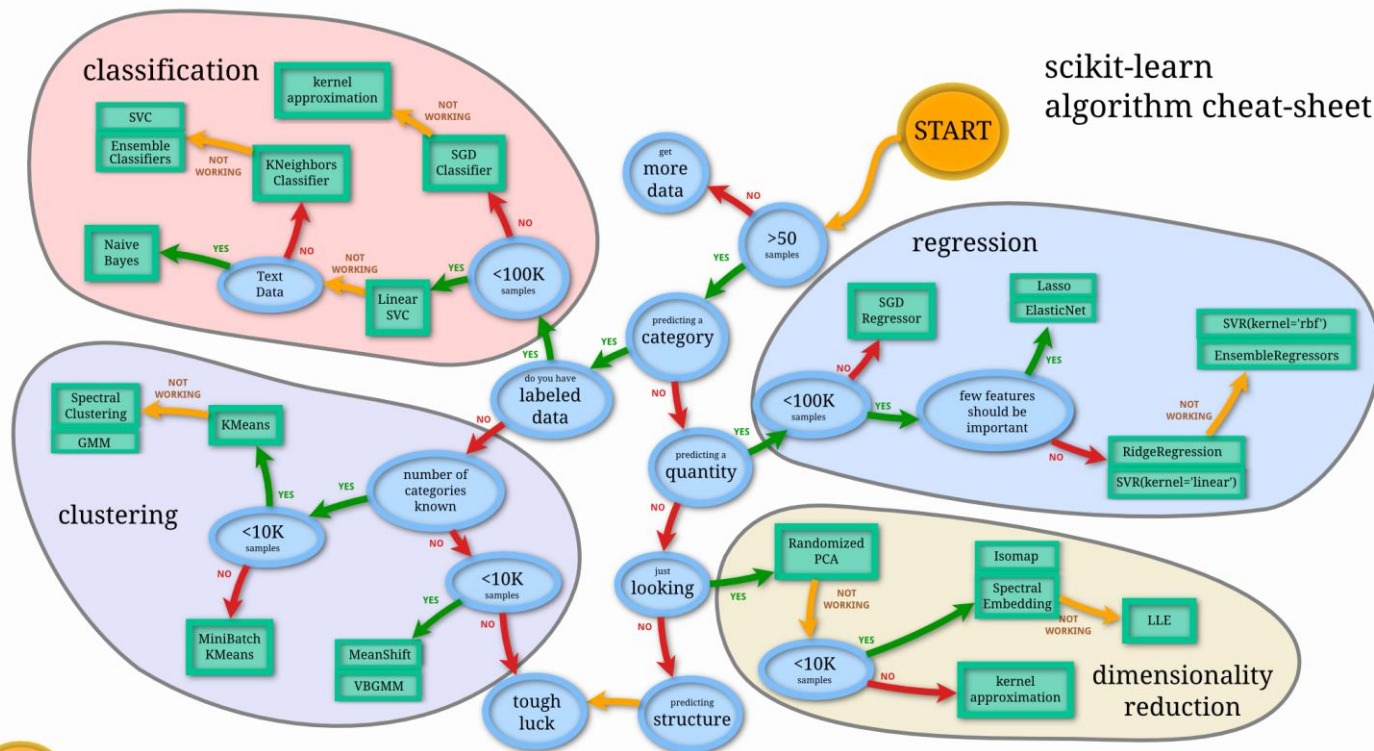 scikit-learn
algorithm cheat-sheet
START
get
more
data
NO
>50
samples
YES
predicting a
category
YES
NO
do you have
labeled
data
YES
NO
predicting a
quantity
YES
NO
just
looking
YES
NO
predicting
structure
tough
luck
classification
kernel
approximation
NOT
WORKING
SGD
Classifier
NO
<100K
samples
YES
Linear
SVC
NOT
WORKING
Text
Data
YES
Naive
Bayes
NO
KNeighbors
Classifier
NOT
WORKING
SVC
Ensemble
Classifiers
regression
<100K
samples
NO
SGD
Regressor
YES
few features
should be
important
YES
Lasso
ElasticNet
NO
RidgeRegression
SVR(kernel='linear')
NOT
WORKING
SVR(kernel='rbf')
EnsembleRegressors
clustering
number of
categories
known
YES
<10K
samples
YES
KMeans
NOT
WORKING
Spectral
Clustering
GMM
NO
MiniBatch
KMeans
NO
<10K
samples
YES
MeanShift
VBGMM
NO
dimensionality
reduction
Randomized
PCA
NOT
WORKING
<10K
samples
YES
Isomap
Spectral
Embedding
NOT
WORKING
LLE
NO
kernel
approximation